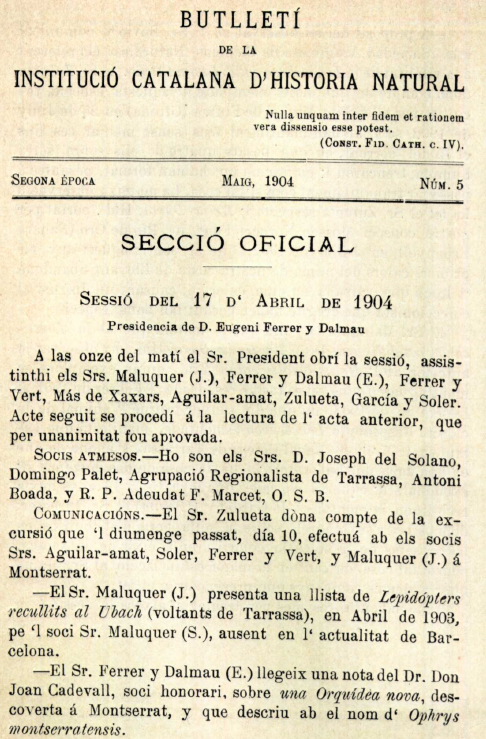 BUTLLETÍ
DE LA
INSTITUCIÓ CATALANA D'HISTORIA NATURAL
Nulla unquam inter fidem et rationem
vera dissensio esse potest.
(CONST. FID. CATH. C. IV).
SEGONA ÉPOCA MAIG, 1904 NÚM. 5
SECCIÓ OFICIAL
SESSIÓ DEL 17 D‘ ABRIL DE 1904
Presidencia de D. Eugeni Ferrer y Dalmau
A las onze del matí el Sr. President obrí la sessió, assis-
tinthi els Srs. Maluquer (J.), Ferrer y Dalmau (E.), Ferrer y
Vert, Más de Xaxars, Aguilar-amat, Zulueta, García y Soler.
Acte seguit se procedí á la lectura de l‘ acta anterior, que
per unanimitat fou aprovada.
SOCIS ATMESOS.—Ho son els Srs. D. Joseph del Solano,
Domingo Palet, Agrupació Regionalista de Tarrassa, Antoni
Boada, y R. P. Adeudat F. Marcet, O. S. B.
COMUNICACIÓNS.—El Sr. Zulueta dòna compte de la ex-
cursió que ‘l diumenge passat, día 10, efectuá ab els socis
Srs. Aguilar-amat, Soler, Ferrer y Vert, y Maluquer (J.) á
Montserrat.
—El Sr. Maluquer (J.) presenta una llista de Lepidópters
recullits al Ubach (voltants de Tarrassa), en Abril de 1903,
pe ‘l soci Sr. Maluquer (S.), ausent en l‘ actualitat de Bar-
celona.
—El Sr. Ferrer y Dalmau (E.) llegeix una nota del Dr. Don
Joan Cadevall, soci honorari, sobre una Orquídea nova, des-
coverta á Montserrat, y que descriu ab el nom d‘ Ophrys
montserratensis.